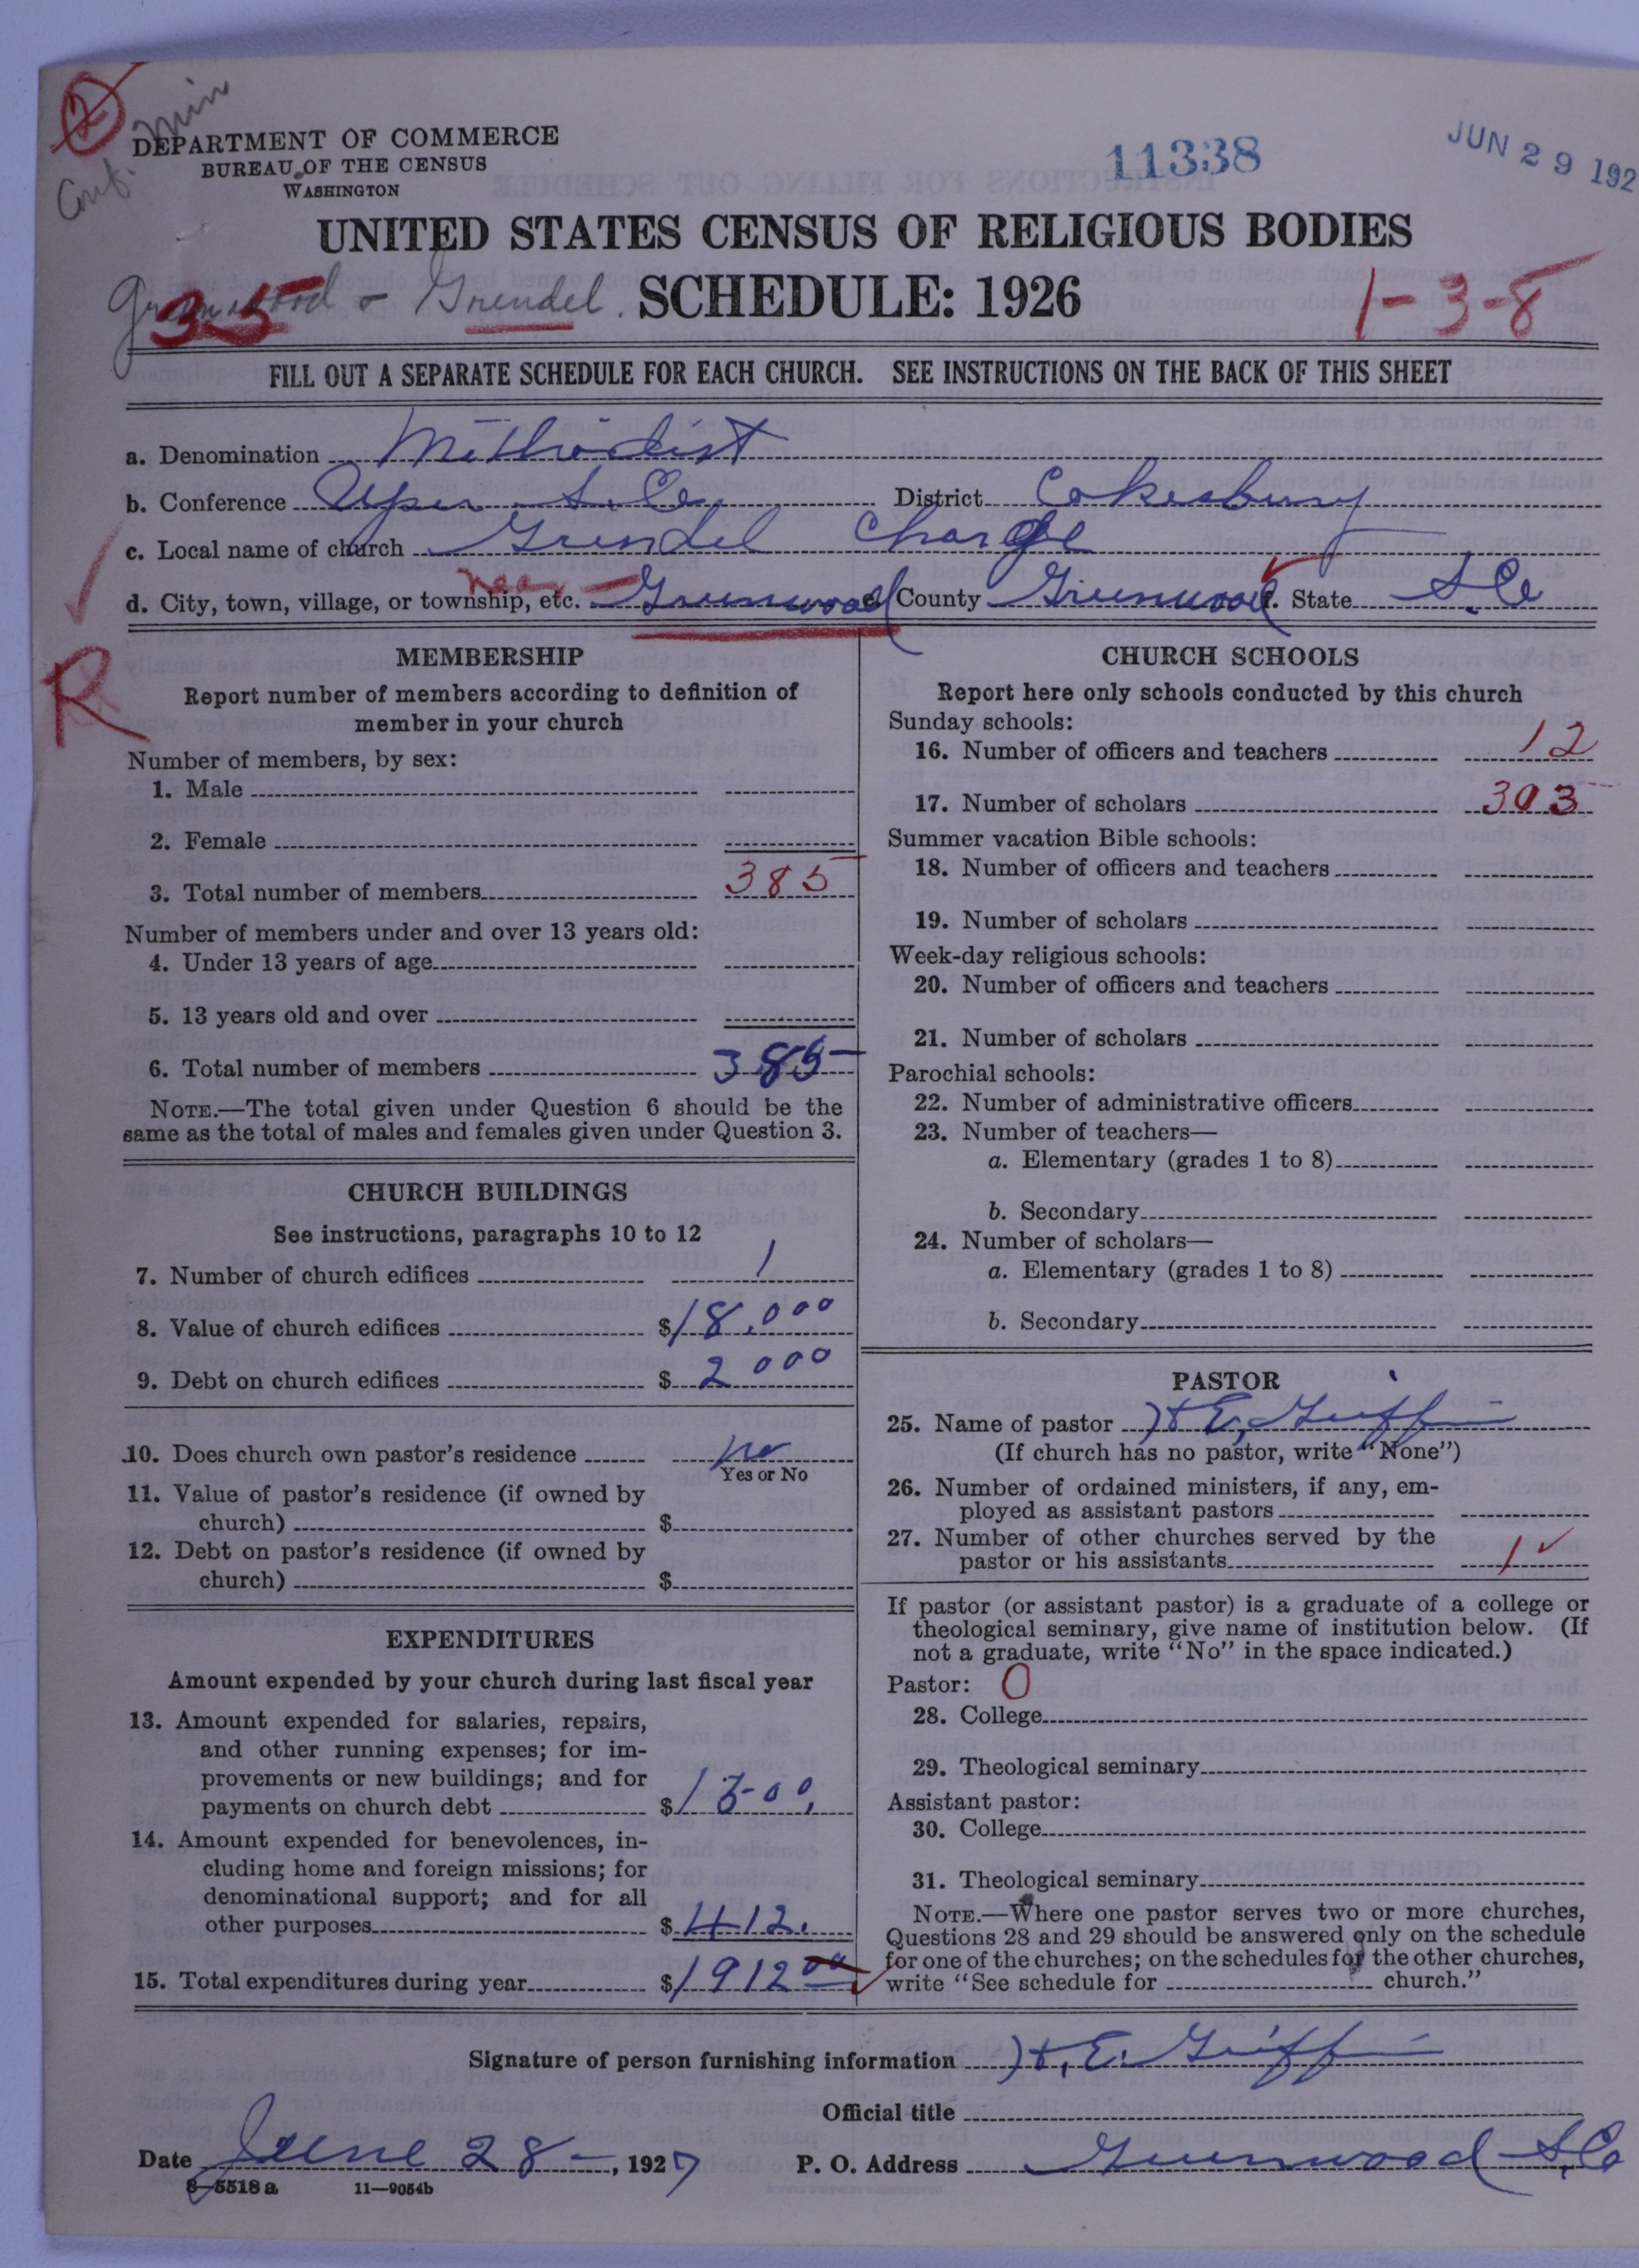 2
Conf. Min
DEPARTMENT OF COMMERCE
BUREAU OF THE CENSUS
WASHINGTON
11338
JUN 29 192
UNITED STATES CENSUS OF RELIGIOUS BODIES
Greenwood - Grendel. SCHEDULE: 1926
3-5
1-3-8
FILL OUT A SEPARATE SCHEDULE FOR EACH CHURCH. SEE INSTRUCTIONS ON THE BACK OF THIS SHEET
a. Denomination Methodist
b. Conference Uper S.C. District Cokesbury
c. Local name of church Grendel Charge
near
d. City, town, village, or township, etc. Greenwood e. County Greenwood f. State S.C.
R
MEMBERSHIP
Report number of members according to definition of
member in your church
Number of members, by sex:
1. Male
2. Female
3. Total number of members 385
Number of members under and over 13 years old:
4. Under 13 years of age
5. 13 years old and over
6. Total number of members 385
NOTE.—The total given under Question 6 should be the
same as the total of males and females given under Question 3.
CHURCH BUILDINGS
See instructions, paragraphs 10 to 12
7. Number of church edifices 1
8. Value of church edifices $18,000
9. Debt on church edifices $2000
10. Does church own pastor's residence no
Yes or No
11. Value of pastor's residence (if owned by
church) $
12. Debt on pastor's residence (if owned by
church) $
EXPENDITURES
Amount expended by your church during last fiscal year
13. Amount expended for salaries, repairs,
and other running expenses; for im-
provements or new buildings; and for
payments on church debt $1500.
14. Amount expended for benevolences, in-
cluding home and foreign missions; for
denominational support; and for all
other purposes $412.
15. Total expenditures during year $1912 00
CHURCH SCHOOLS
Report here only schools conducted by this church
Sunday schools:
16. Number of officers and teachers 12
17. Number of scholars 303
Summer vacation Bible schools:
18. Number of officers and teachers
19. Number of scholars
Week-day religious schools:
20. Number of officers and teachers
21. Number of scholars
Parochial schools:
22. Number of administrative officers
23. Number of teachers—
a. Elementary (grades 1 to 8)
b. Secondary
24. Number of scholars—
a. Elementary (grades 1 to 8)
b. Secondary
PASTOR
25. Name of pastor H E, Griffin
(If church has no pastor, write "None")
26. Number of ordained ministers, if any, em-
ployed as assistant pastors
27. Number of other churches served by the
pastor or his assistants 1 ✓
If pastor (or assistant pastor) is a graduate of a college or
theological seminary, give name of institution below. (If
not a graduate, write "No" in the space indicated.)
Pastor: O
28. College
29. Theological seminary
Assistant pastor:
30. College
31. Theological seminary
NOTE.—Where one pastor serves two or more churches,
Questions 28 and 29 should be answered only on the schedule
for one of the churches; on the schedules for the other churches,
write "See schedule for church."
Signature of person furnishing information H. E. Griffin
Official title
Date June 28-, 1927 P. O. Address Greenwood S.C.
8-5518 a 11—9054b